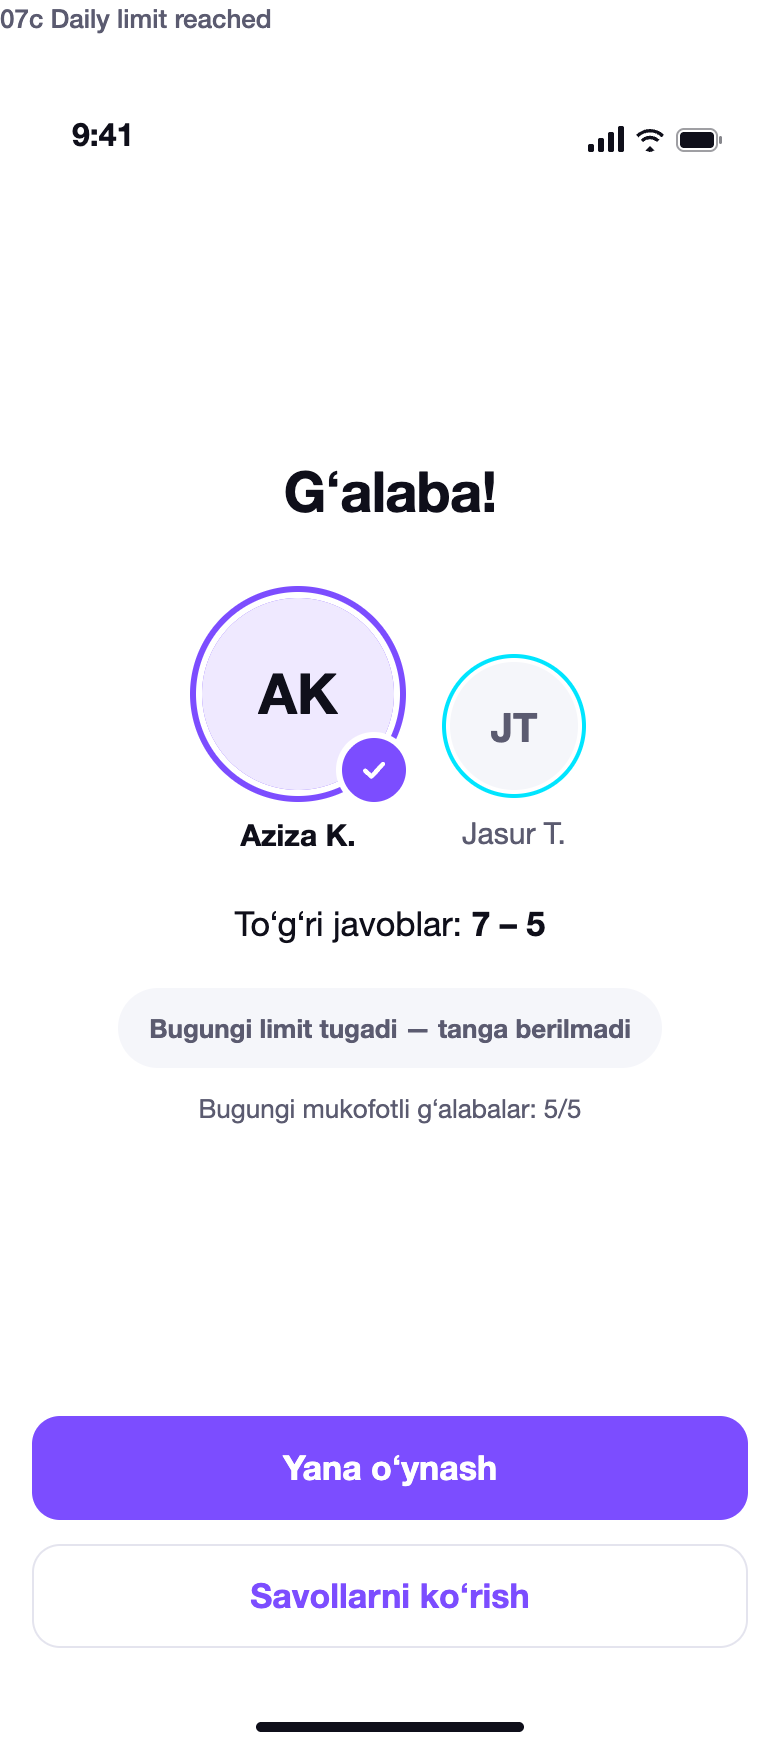 07c Daily limit reached
9:41
G‘alaba!
AK
JT
Aziza K.
Jasur T.
To‘g‘ri javoblar: 7 – 5
Bugungi limit tugadi — tanga berilmadi
Bugungi mukofotli g‘alabalar: 5/5
Yana o‘ynash
Savollarni ko‘rish